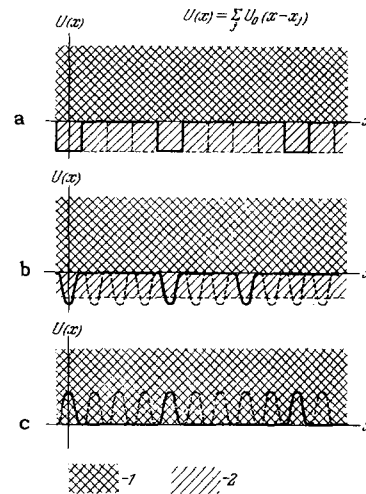 U(x)
U(x) = Σ U₀ (x−xⱼ)
j
a
x
U(x)
b
x
U(x)
c
x
-1
-2